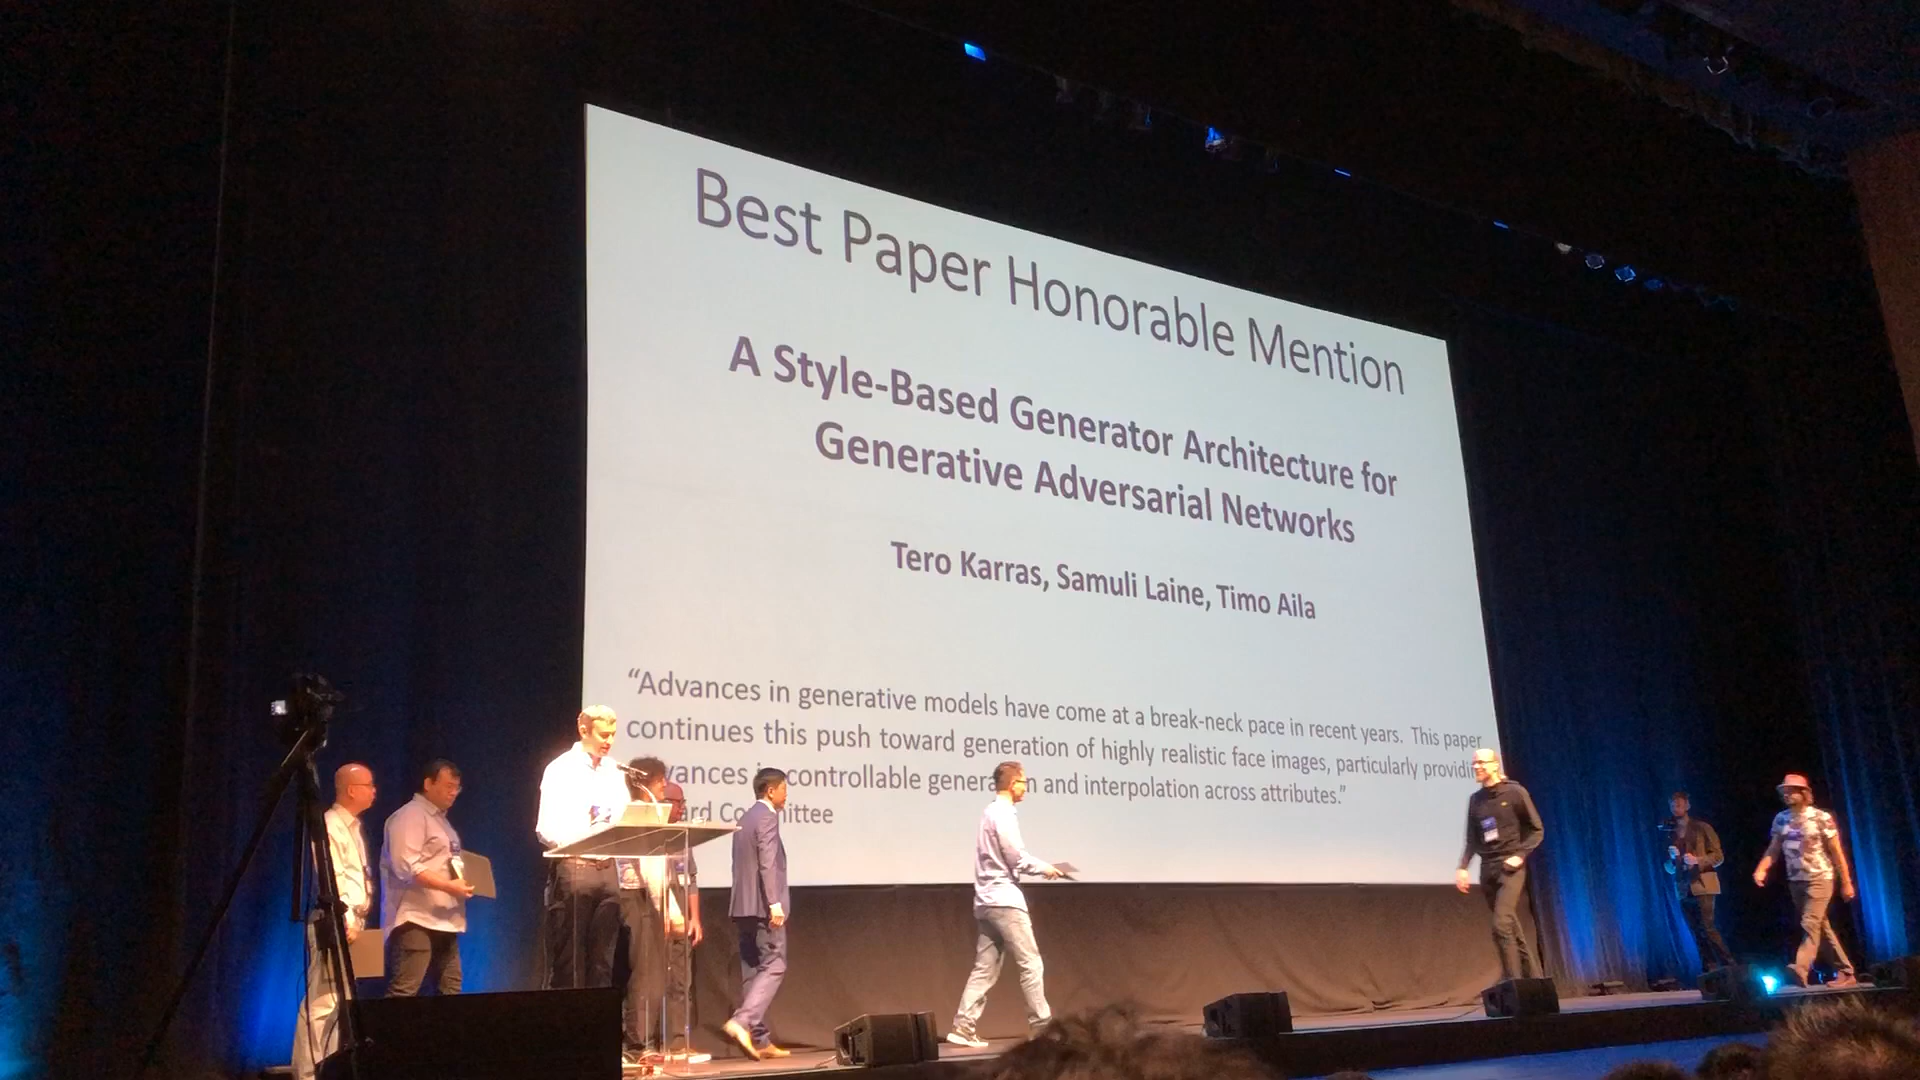 Best Paper Honorable Mention
A Style-Based Generator Architecture for
Generative Adversarial Networks
Tero Karras, Samuli Laine, Timo Aila
“Advances in generative models have come at a break-neck pace in recent years. This paper
continues this push toward generation of highly realistic face images, particularly
controllable and interpolation across attributes.”